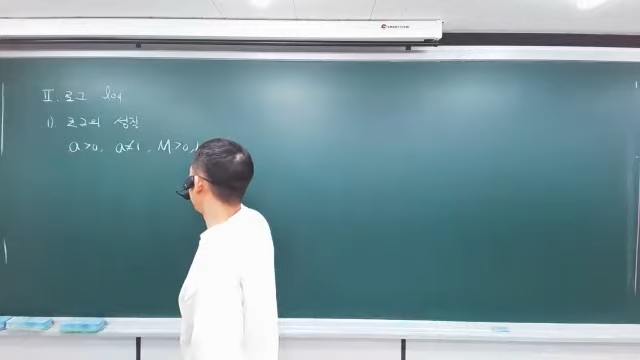 II. 로그 log
1) 로그의 성질
a>0, a≠1, M>0,